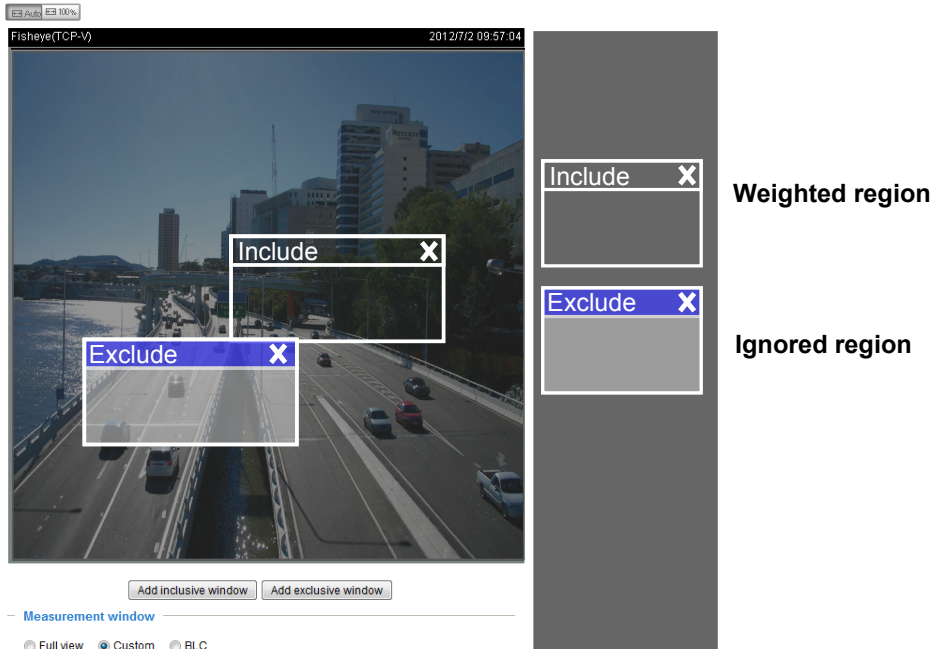 Auto 100%
Fisheye(TCP-V) 2012/7/2 09:57:04
Include
Weighted region
Include
Exclude
Ignored region
Exclude
Add inclusive window Add exclusive window
Measurement window
Full view Custom BLC